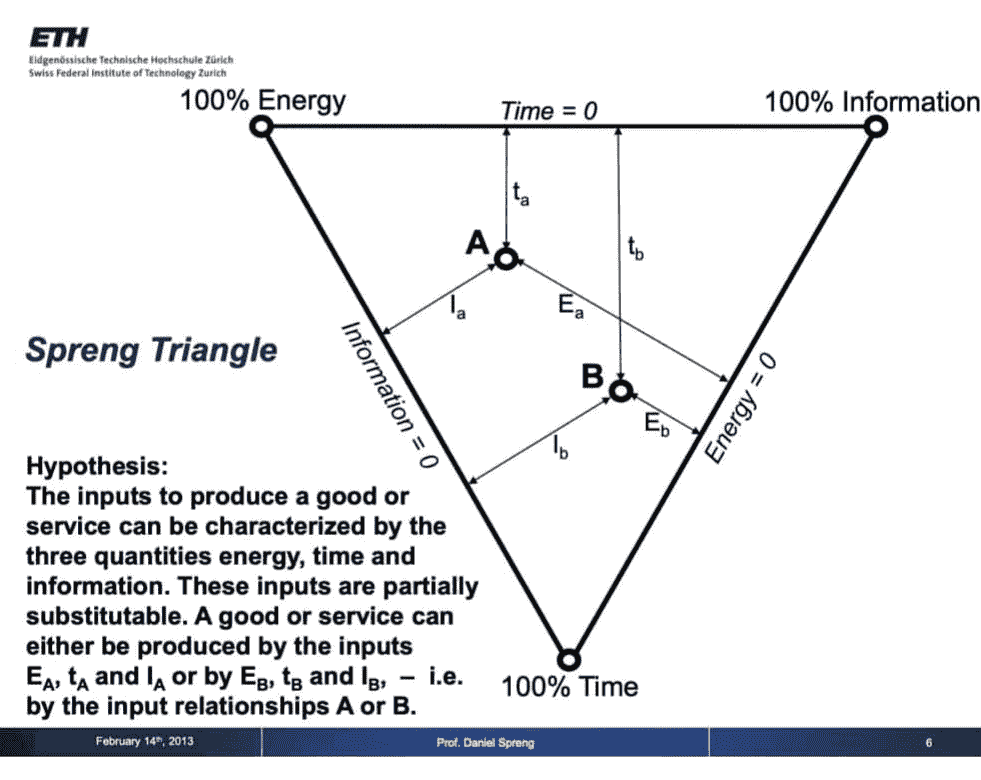 ETH
Eidgenössische Technische Hochschule Zürich
Swiss Federal Institute of Technology Zurich
100% Energy
Time = 0
100% Information
ta
A
tb
Ia
Ea
Spreng Triangle
Information = 0
B
Energy = 0
Eb
Ib
Hypothesis:
The inputs to produce a good or
service can be characterized by the
three quantities energy, time and
information. These inputs are partially
substitutable. A good or service can
either be produced by the inputs
EA, tA and IA or by EB, tB and IB, – i.e.
by the input relationships A or B.
100% Time
February 14th, 2013
Prof. Daniel Spreng
6